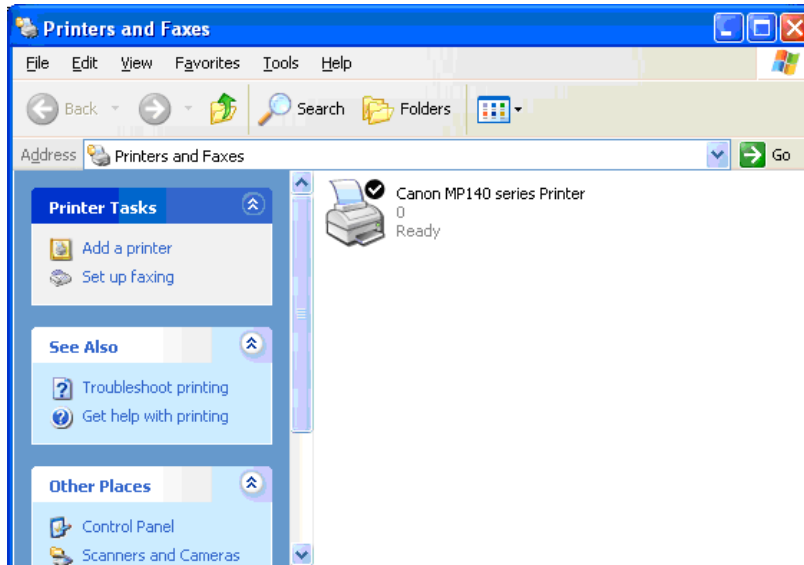 Printers and Faxes
File Edit View Favorites Tools Help
Back Search Folders
Address Printers and Faxes Go
Printer Tasks
Add a printer
Set up faxing
See Also
Troubleshoot printing
Get help with printing
Other Places
Control Panel
Scanners and Cameras
Canon MP140 series Printer
0
Ready